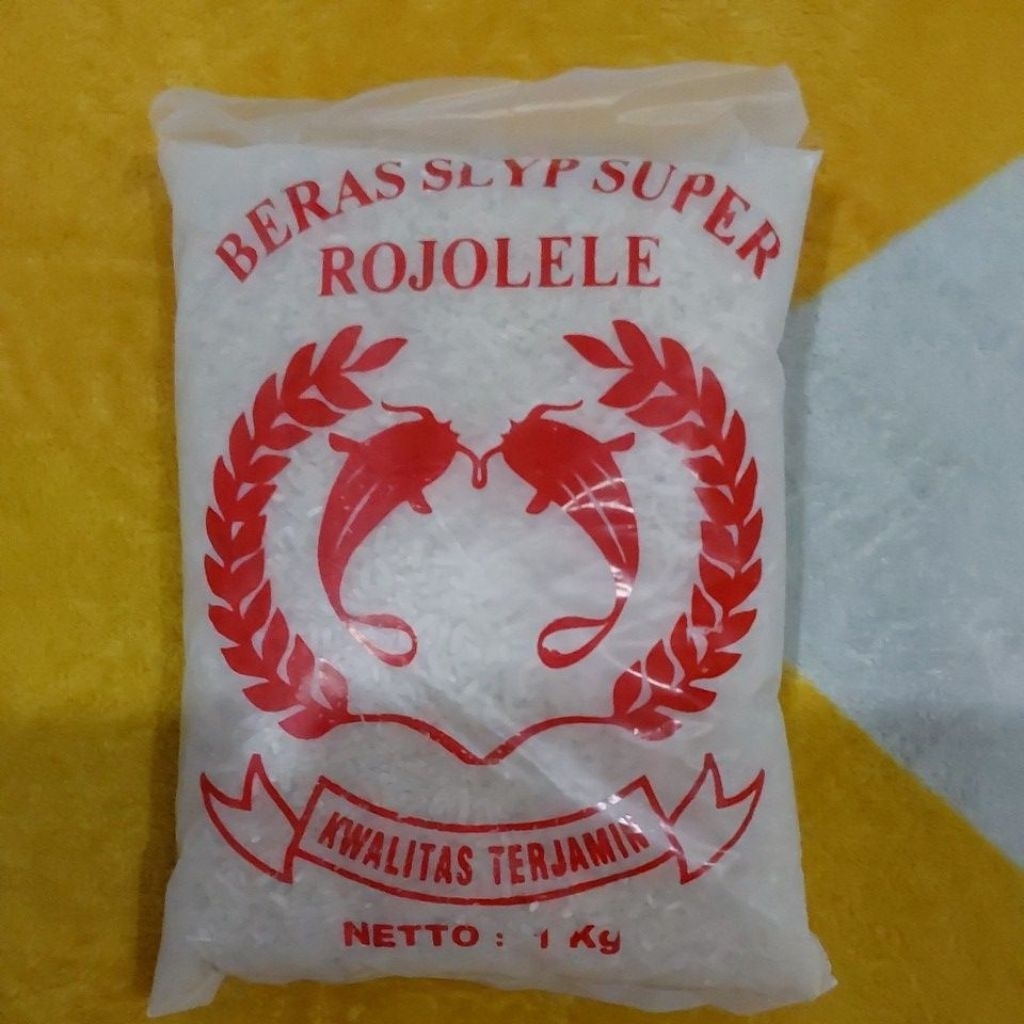 BERAS SLYP SUPER
ROJOLELE
KWALITAS TERJAMIN
NETTO : 1 Kg